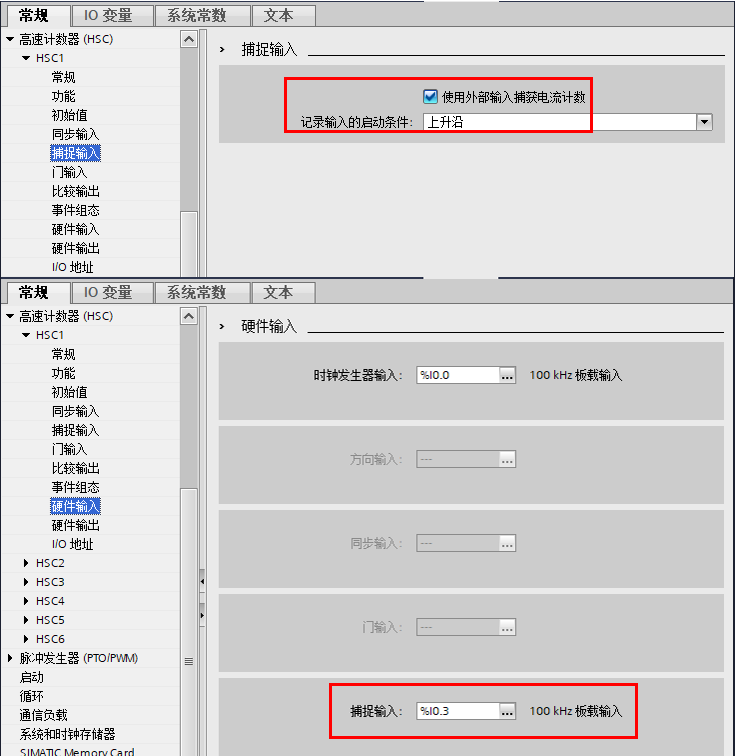 常规 IO 变量 系统常数 文本
高速计数器 (HSC)
HSC1
常规
功能
初始值
同步输入
捕捉输入
门输入
比较输出
事件组态
硬件输入
硬件输出
I/O 地址
捕捉输入
使用外部输入捕获电流计数
记录输入的启动条件: 上升沿
常规 IO 变量 系统常数 文本
高速计数器 (HSC)
HSC1
常规
功能
初始值
同步输入
捕捉输入
门输入
比较输出
事件组态
硬件输入
硬件输出
I/O 地址
HSC2
HSC3
HSC4
HSC5
HSC6
脉冲发生器 (PTO/PWM)
启动
循环
通信负载
系统和时钟存储器
SIMATIC Memory Card
硬件输入
时钟发生器输入: %I0.0 ... 100 kHz 板载输入
方向输入: --- ...
同步输入: --- ...
门输入: --- ...
捕捉输入: %I0.3 ... 100 kHz 板载输入